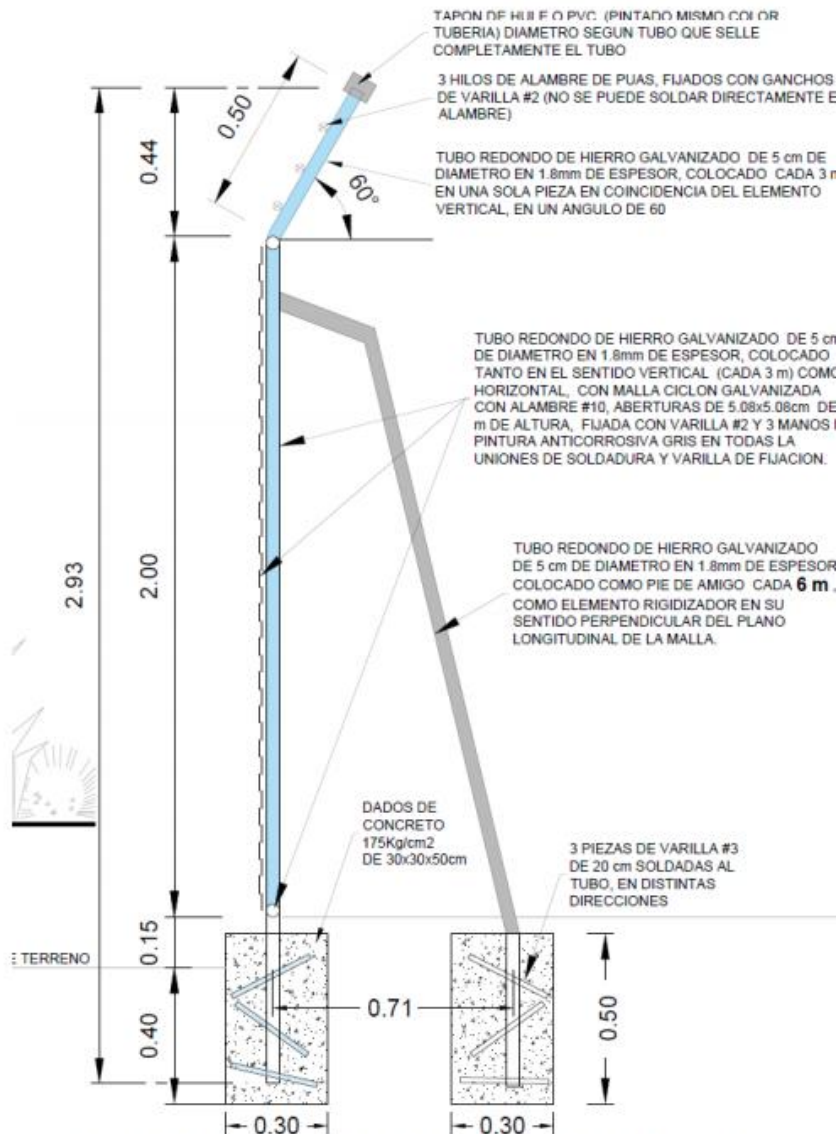 TAPON DE HULE O PVC (PINTADO MISMO COLOR
TUBERIA) DIAMETRO SEGUN TUBO QUE SELLE
COMPLETAMENTE EL TUBO
3 HILOS DE ALAMBRE DE PUAS, FIJADOS CON GANCHOS
DE VARILLA #2 (NO SE PUEDE SOLDAR DIRECTAMENTE E
ALAMBRE)
0.50
0.44
TUBO REDONDO DE HIERRO GALVANIZADO DE 5 cm DE
DIAMETRO EN 1.8mm DE ESPESOR, COLOCADO CADA 3 m
EN UNA SOLA PIEZA EN COINCIDENCIA DEL ELEMENTO
VERTICAL, EN UN ANGULO DE 60
60°
TUBO REDONDO DE HIERRO GALVANIZADO DE 5 cm
DE DIAMETRO EN 1.8mm DE ESPESOR, COLOCADO
TANTO EN EL SENTIDO VERTICAL (CADA 3 m) COMO
HORIZONTAL, CON MALLA CICLON GALVANIZADA
CON ALAMBRE #10, ABERTURAS DE 5.08x5.08cm DE
m DE ALTURA, FIJADA CON VARILLA #2 Y 3 MANOS
PINTURA ANTICORROSIVA GRIS EN TODAS LA
UNIONES DE SOLDADURA Y VARILLA DE FIJACION.
2.93
2.00
TUBO REDONDO DE HIERRO GALVANIZADO
DE 5 cm DE DIAMETRO EN 1.8mm DE ESPESOR
COLOCADO COMO PIE DE AMIGO CADA 6 m ,
COMO ELEMENTO RIGIDIZADOR EN SU
SENTIDO PERPENDICULAR DEL PLANO
LONGITUDINAL DE LA MALLA.
DADOS DE
CONCRETO
175Kg/cm2
DE 30x30x50cm
3 PIEZAS DE VARILLA #3
DE 20 cm SOLDADAS AL
TUBO, EN DISTINTAS
DIRECCIONES
0.15
E TERRENO
0.40
0.71
0.50
0.30
0.30